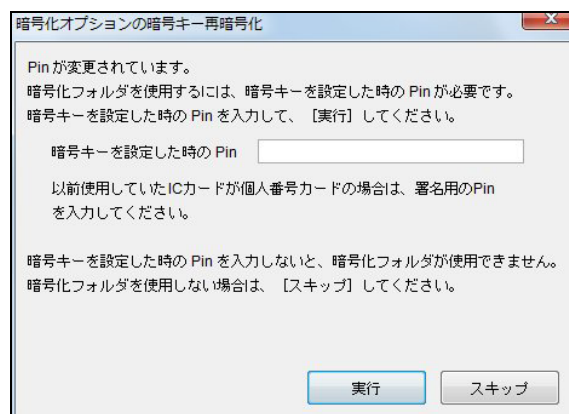 暗号化オプションの暗号キー再暗号化
Pinが変更されています。
暗号化フォルダを使用するには、暗号キーを設定した時の Pin が必要です。
暗号キーを設定した時の Pin を入力して、［実行］してください。
暗号キーを設定した時の Pin
以前使用していたICカードが個人番号カードの場合は、署名用のPin
を入力してください。
暗号キーを設定した時の Pin を入力しないと、暗号化フォルダが使用できません。
暗号化フォルダを使用しない場合は、［スキップ］してください。
実行
スキップ